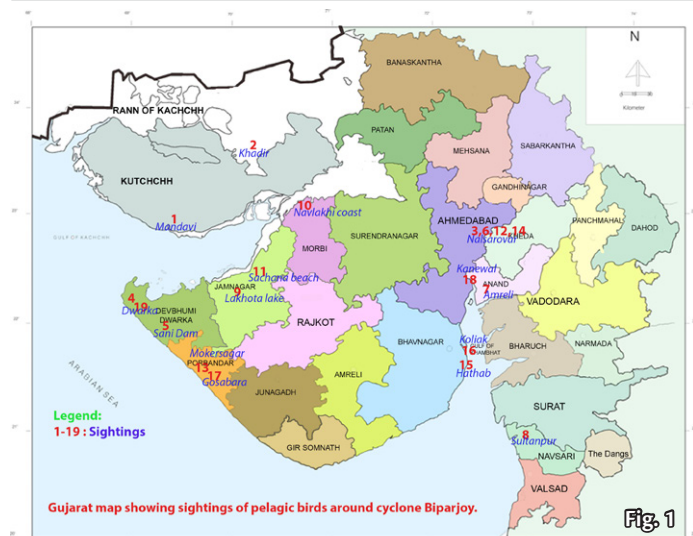 N
Kilometer
BANASKANTHA
RANN OF KACHCHH
PATAN
SABARKANTHA
MEHSANA
2
Khadir
KUTCHCHH
GANDHINAGAR
10
Navlakhi coast
1
Mandavi
AHMEDABAD
PANCHMAHAL
DAHOD
3,6,12,14
KHEDA
Nalsarovar
SURENDRANAGAR
GULF OF KACHCHH
MORBI
11
Suchana beach
Kanewal
18
ANAND
7
Amreli
JAMNAGAR
9
Lakhota lake
VADODARA
4
19
Dwarka
DEVBHUMI
DWARKA
5
Sani Dam
RAJKOT
Koliak
16
GULF OF
KHAMBHAT
BHAVNAGAR
BHARUCH
NARMADA
Mokersagar
PORBANDAR
13
17
Gosabara
15
Hathab
ARADIAN SEA
JUNAGADH
AMRELI
Legend:
1-19 : Sightings
SURAT
8
Sultanpur
GIR SOMNATH
NAVSARI
The Dangs
VALSAD
Gujarat map showing sightings of pelagic birds around cyclone Biparjoy.
Fig. 1